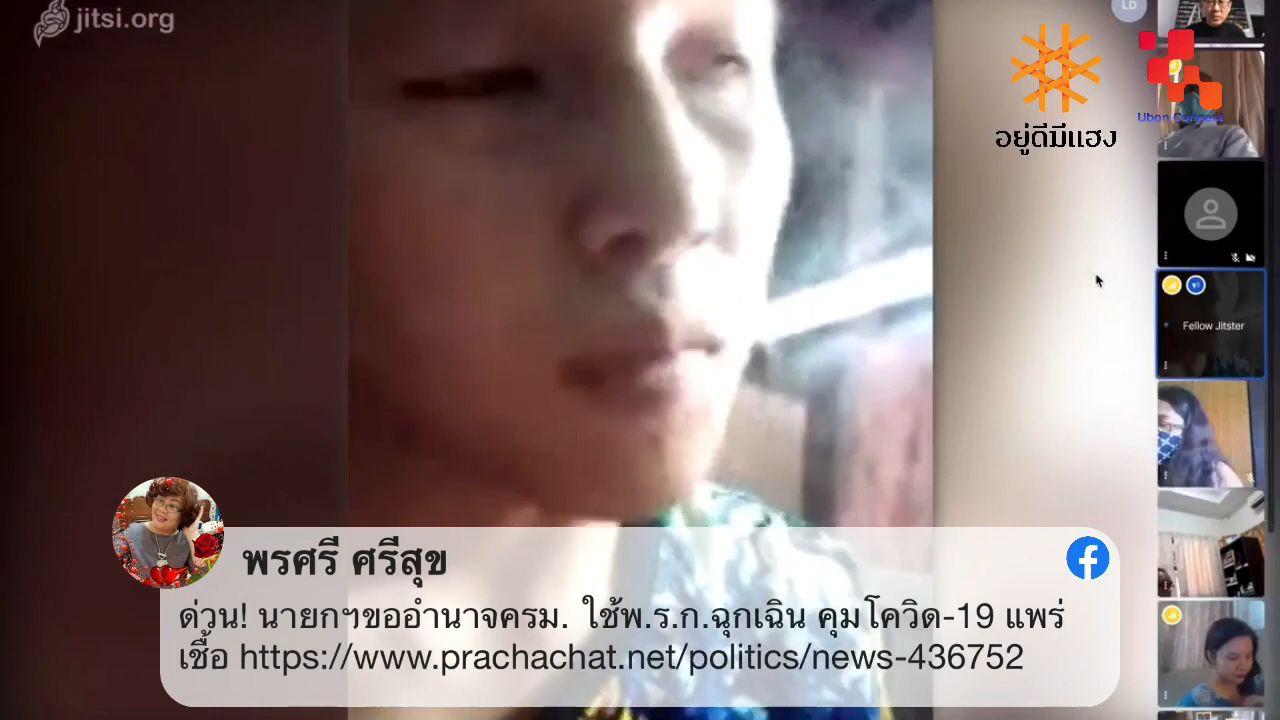 jitsi.org
LD
อยู่ดีมีแฮง
Ubon Connect
Fellow Jitster
พรศรี ศรีสุข
ด่วน! นายกฯขออำนาจครม. ใช้พ.ร.ก.ฉุกเฉิน คุมโควิด-19 แพร่
เชื้อ https://www.prachachat.net/politics/news-436752